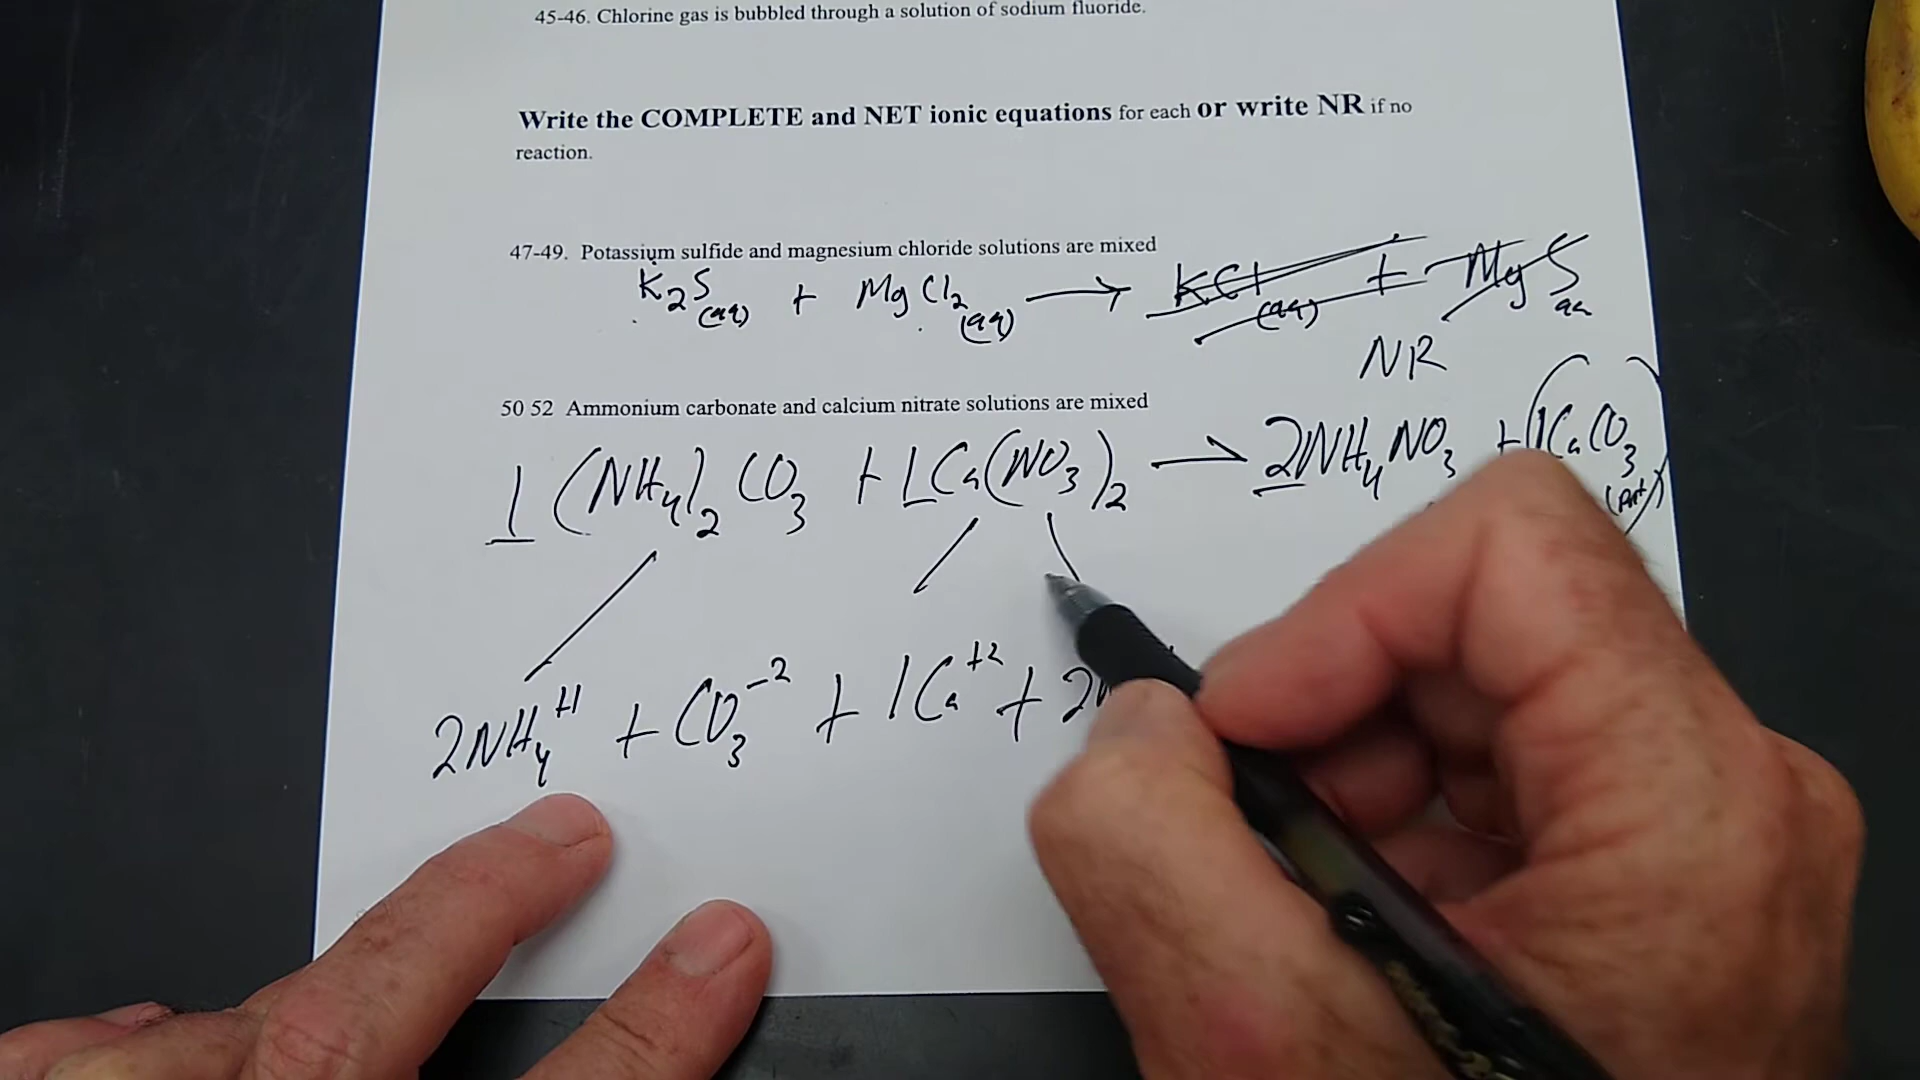 45-46. Chlorine gas is bubbled through a solution of sodium fluoride.
Write the COMPLETE and NET ionic equations for each or write NR if no
reaction.
47-49. Potassium sulfide and magnesium chloride solutions are mixed
K₂S(aq) + MgCl₂(aq) → KCl(aq) + MgS aq
NR
50 52 Ammonium carbonate and calcium nitrate solutions are mixed
1 (NH₄)₂CO₃ + 1Ca(NO₃)₂ → 2NH₄NO₃ + (1CaCO₃
2NH₄⁺¹ + CO₃⁻² + 1Ca⁺² + 2